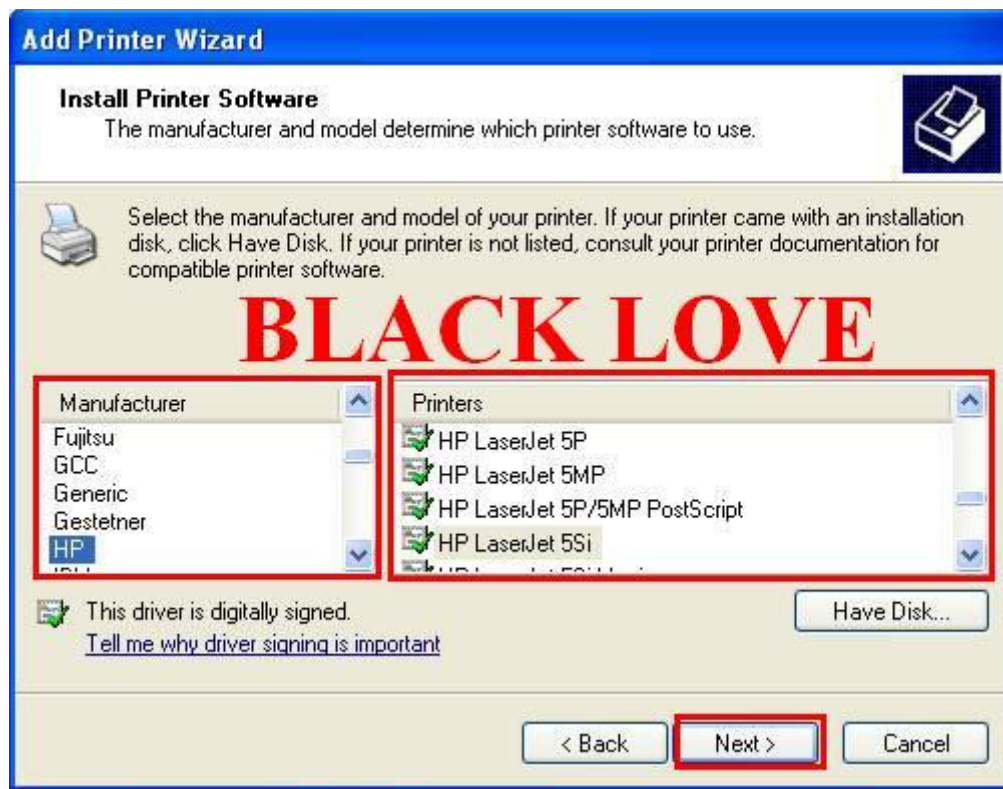 Add Printer Wizard
Install Printer Software
The manufacturer and model determine which printer software to use.
Select the manufacturer and model of your printer. If your printer came with an installation
disk, click Have Disk. If your printer is not listed, consult your printer documentation for
compatible printer software.
BLACK LOVE
Manufacturer
Fujitsu
GCC
Generic
Gestetner
HP
Printers
HP LaserJet 5P
HP LaserJet 5MP
HP LaserJet 5P/5MP PostScript
HP LaserJet 5Si
This driver is digitally signed.
Tell me why driver signing is important
Have Disk...
< Back
Next >
Cancel